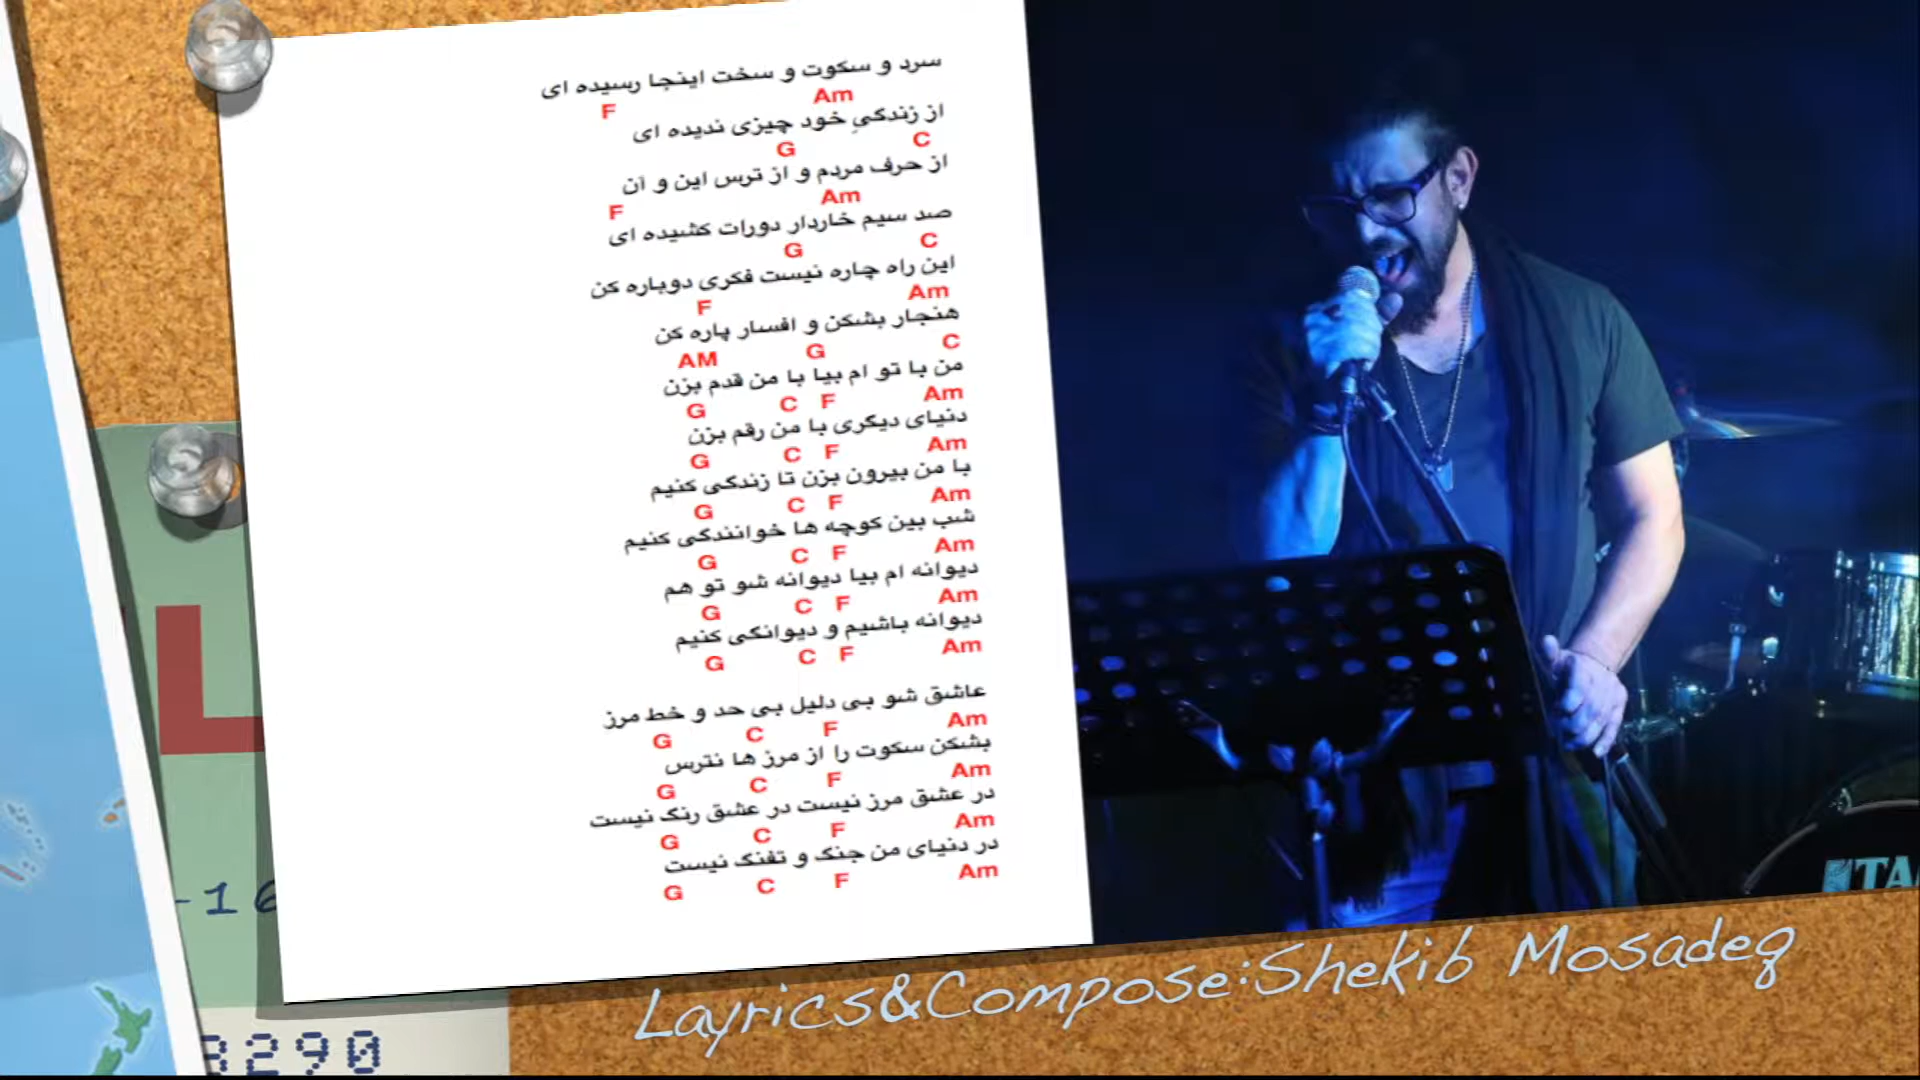 سرد و سکوت و سخت اینجا رسیده ای
Am F
از زندگیِ خود چیزی ندیده ای
C G
از حرف مردم و از ترس این و آن
Am F
صد سیم خاردار دورات کشیده ای
C G
این راه چاره نیست فکری دوباره کن
Am F
هنجار بشکن و افسار پاره کن
C G AM
من با تو ام بیا با من قدم بزن
Am F C G
دنیای دیگری با من رقم بزن
Am F C G
با من بیرون بزن تا زندگی کنیم
Am F C G
شب بین کوچه ها خوانندگی کنیم
Am F C G
دیوانه ام بیا دیوانه شو تو هم
Am F C G
دیوانه باشیم و دیوانگی کنیم
Am F C G
عاشق شو بی دلیل بی حد و خط مرز
Am F C G
بشکن سکوت را از مرز ها نترس
Am F C G
در عشق مرز نیست در عشق رنگ نیست
Am F C G
در دنیای من جنگ و تفنگ نیست
Am F C G
L
-16
3290
TA
Layrics&Compose:Shekib Mosadeq